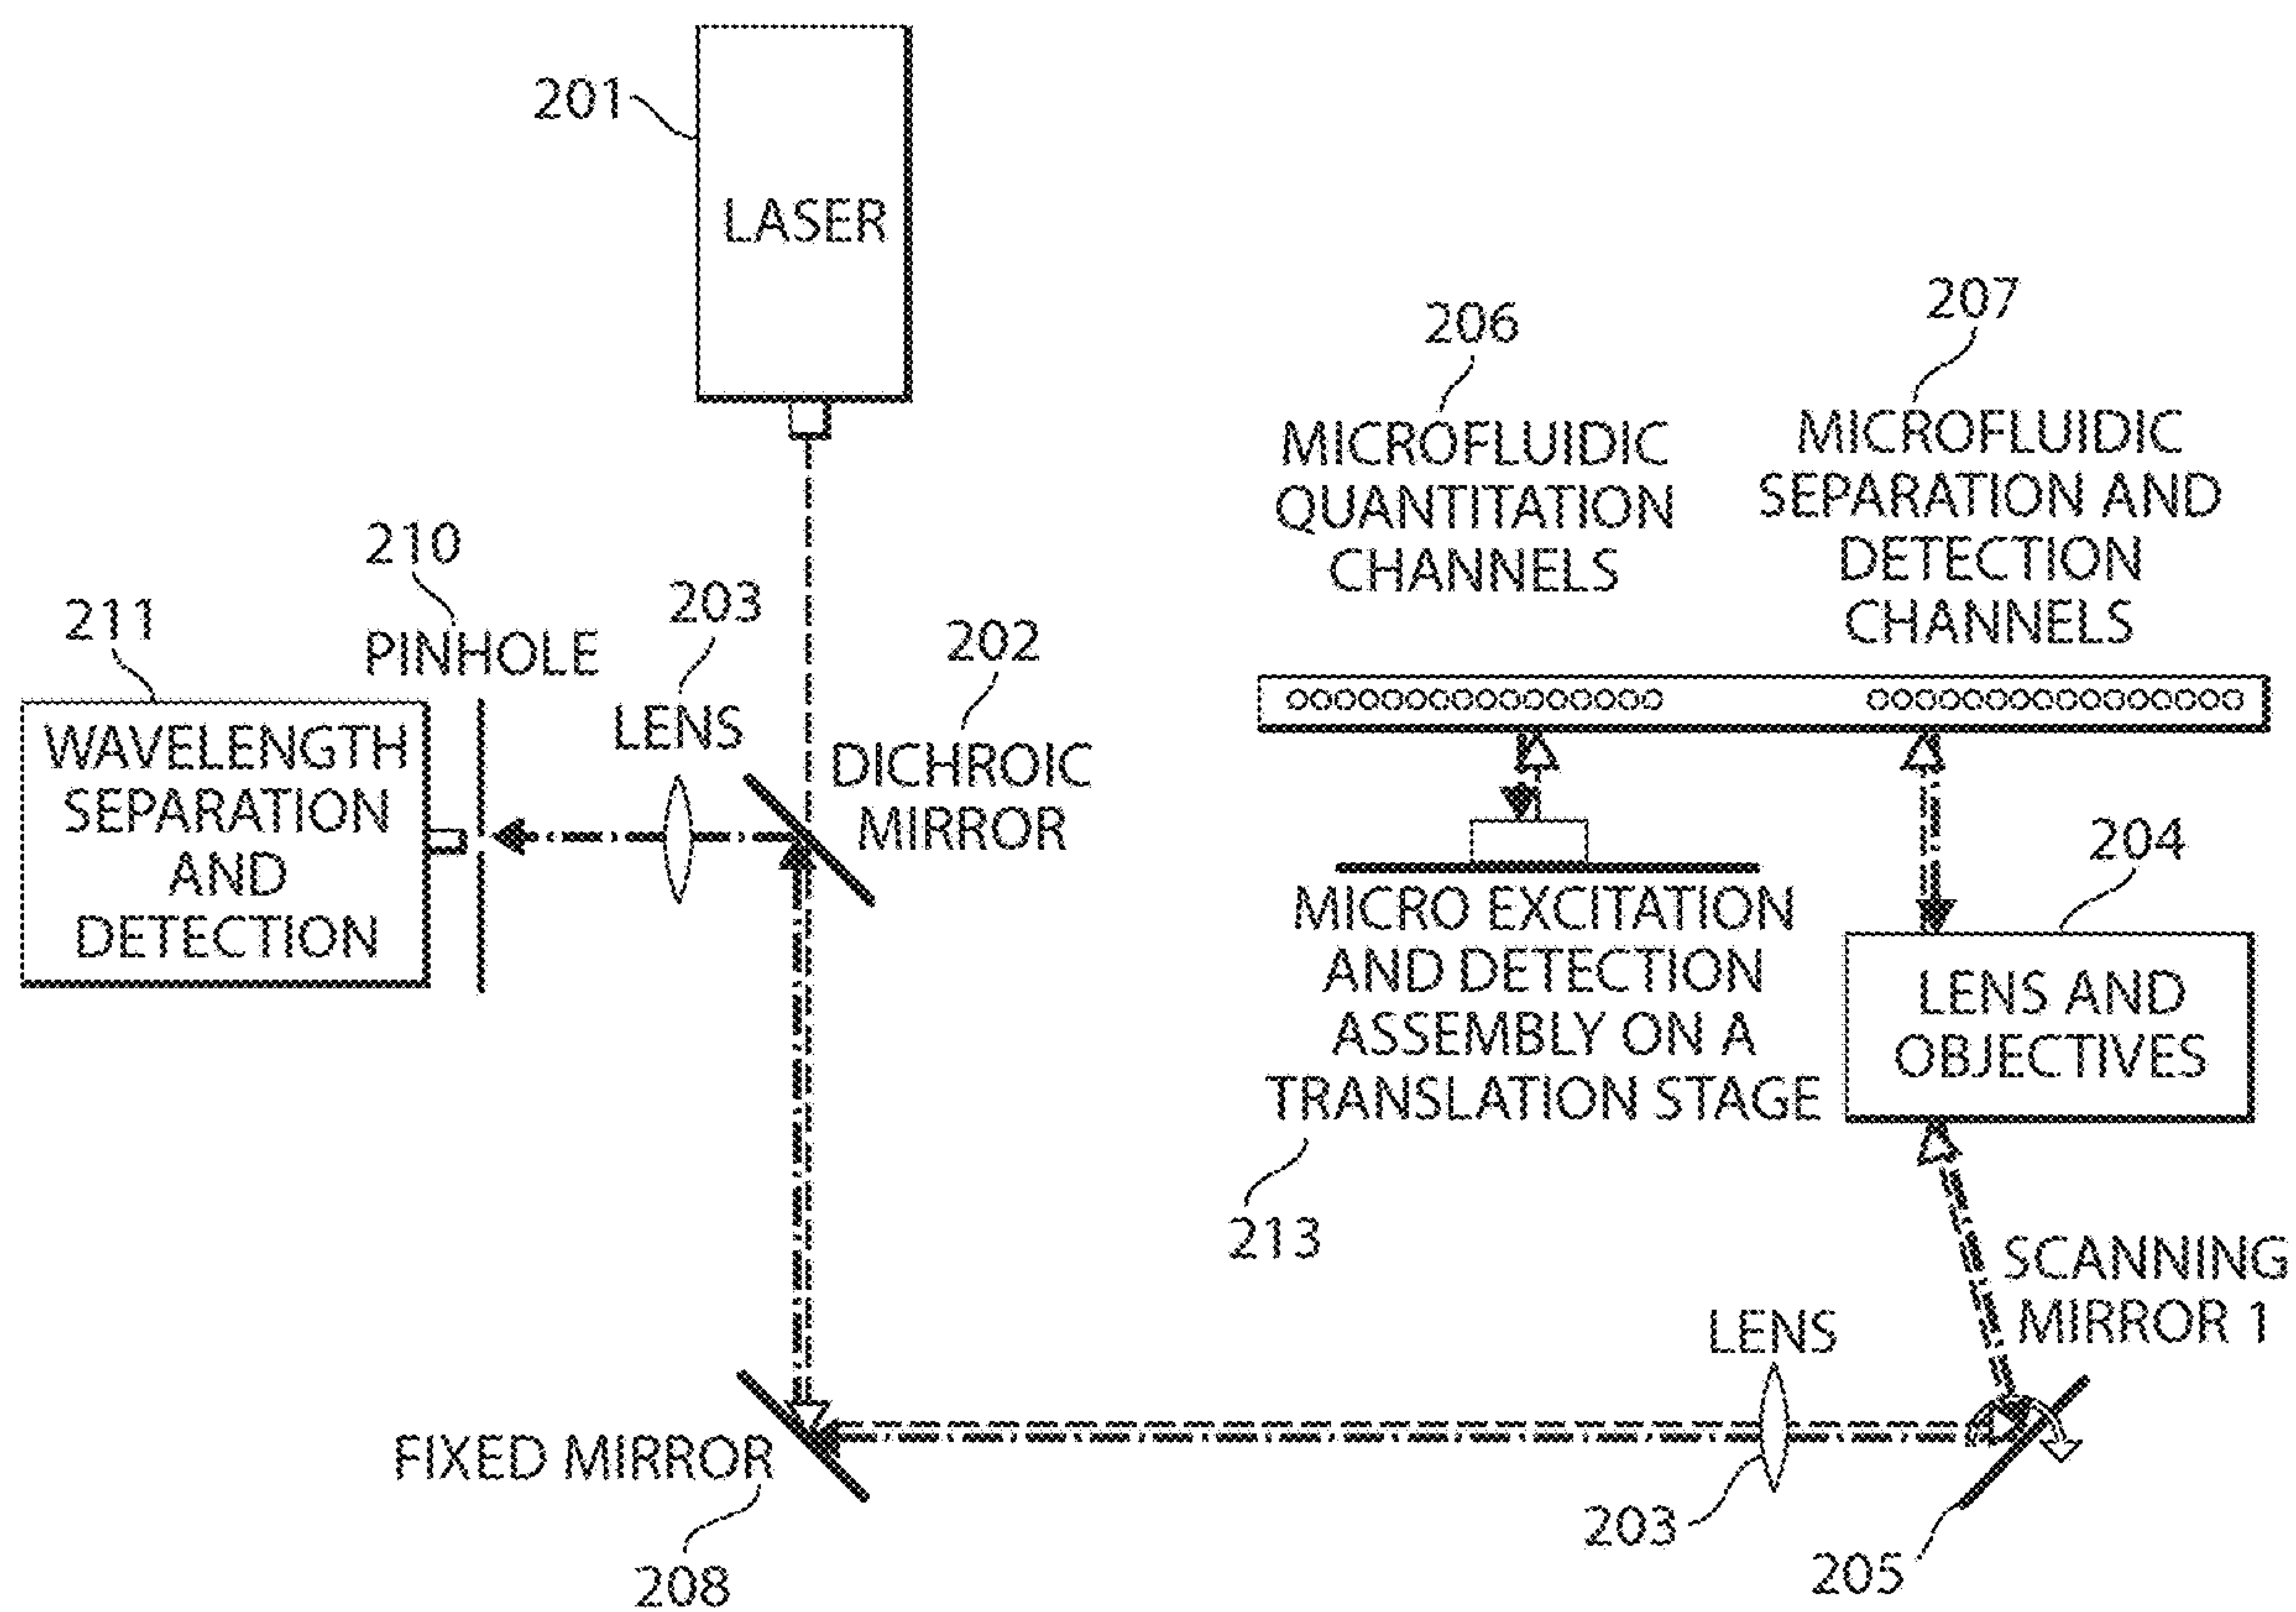 201
LASER
206
MICROFLUIDIC
QUANTITATION
CHANNELS
207
MICROFLUIDIC
SEPARATION AND
DETECTION
CHANNELS
210
PINHOLE
203
LENS
202
DICHROIC
MIRROR
211
WAVELENGTH
SEPARATION
AND
DETECTION
MICRO EXCITATION
AND DETECTION
ASSEMBLY ON A
TRANSLATION STAGE
213
204
LENS AND
OBJECTIVES
SCANNING
MIRROR 1
LENS
203
205
FIXED MIRROR
208